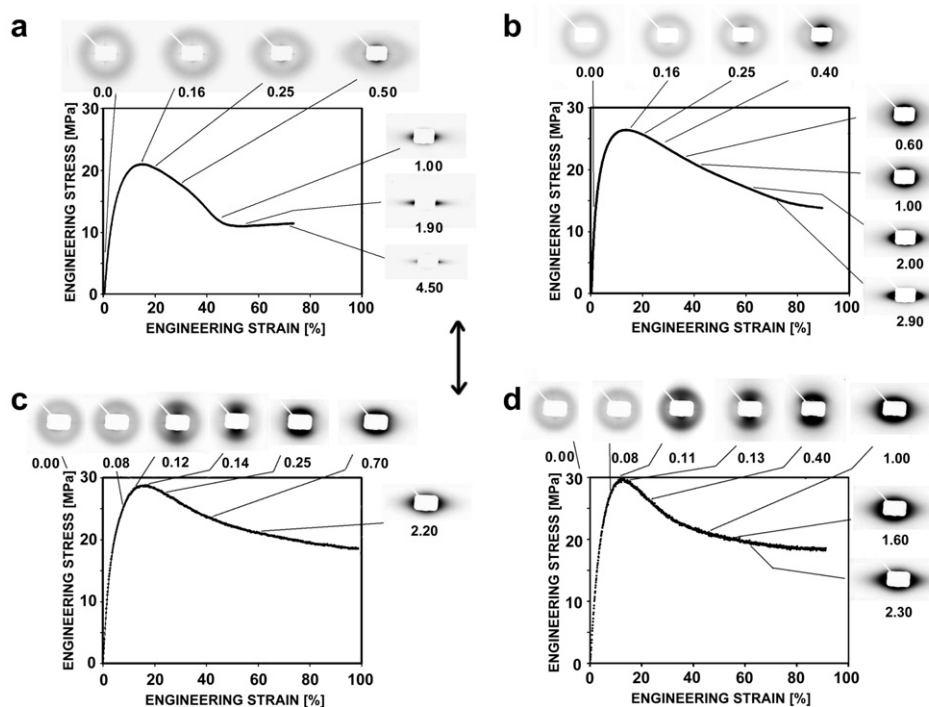 a
0.0 0.16 0.25 0.50
ENGINEERING STRESS [MPa]
30
20
10
0
1.00
1.90
4.50
0 20 40 60 80 100
ENGINEERING STRAIN [%]
b
0.00 0.16 0.25 0.40
ENGINEERING STRESS [MPa]
30
20
10
0
0.60
1.00
2.00
2.90
0 20 40 60 80 100
ENGINEERING STRAIN [%]
c
0.00 0.08 0.12 0.14 0.25 0.70
ENGINEERING STRESS [MPa]
30
20
10
0
2.20
0 20 40 60 80 100
ENGINEERING STRAIN [%]
d
0.00 0.08 0.11 0.13 0.40 1.00
ENGINEERING STRESS [MPa]
30
20
10
0
1.60
2.30
0 20 40 60 80 100
ENGINEERING STRAIN [%]